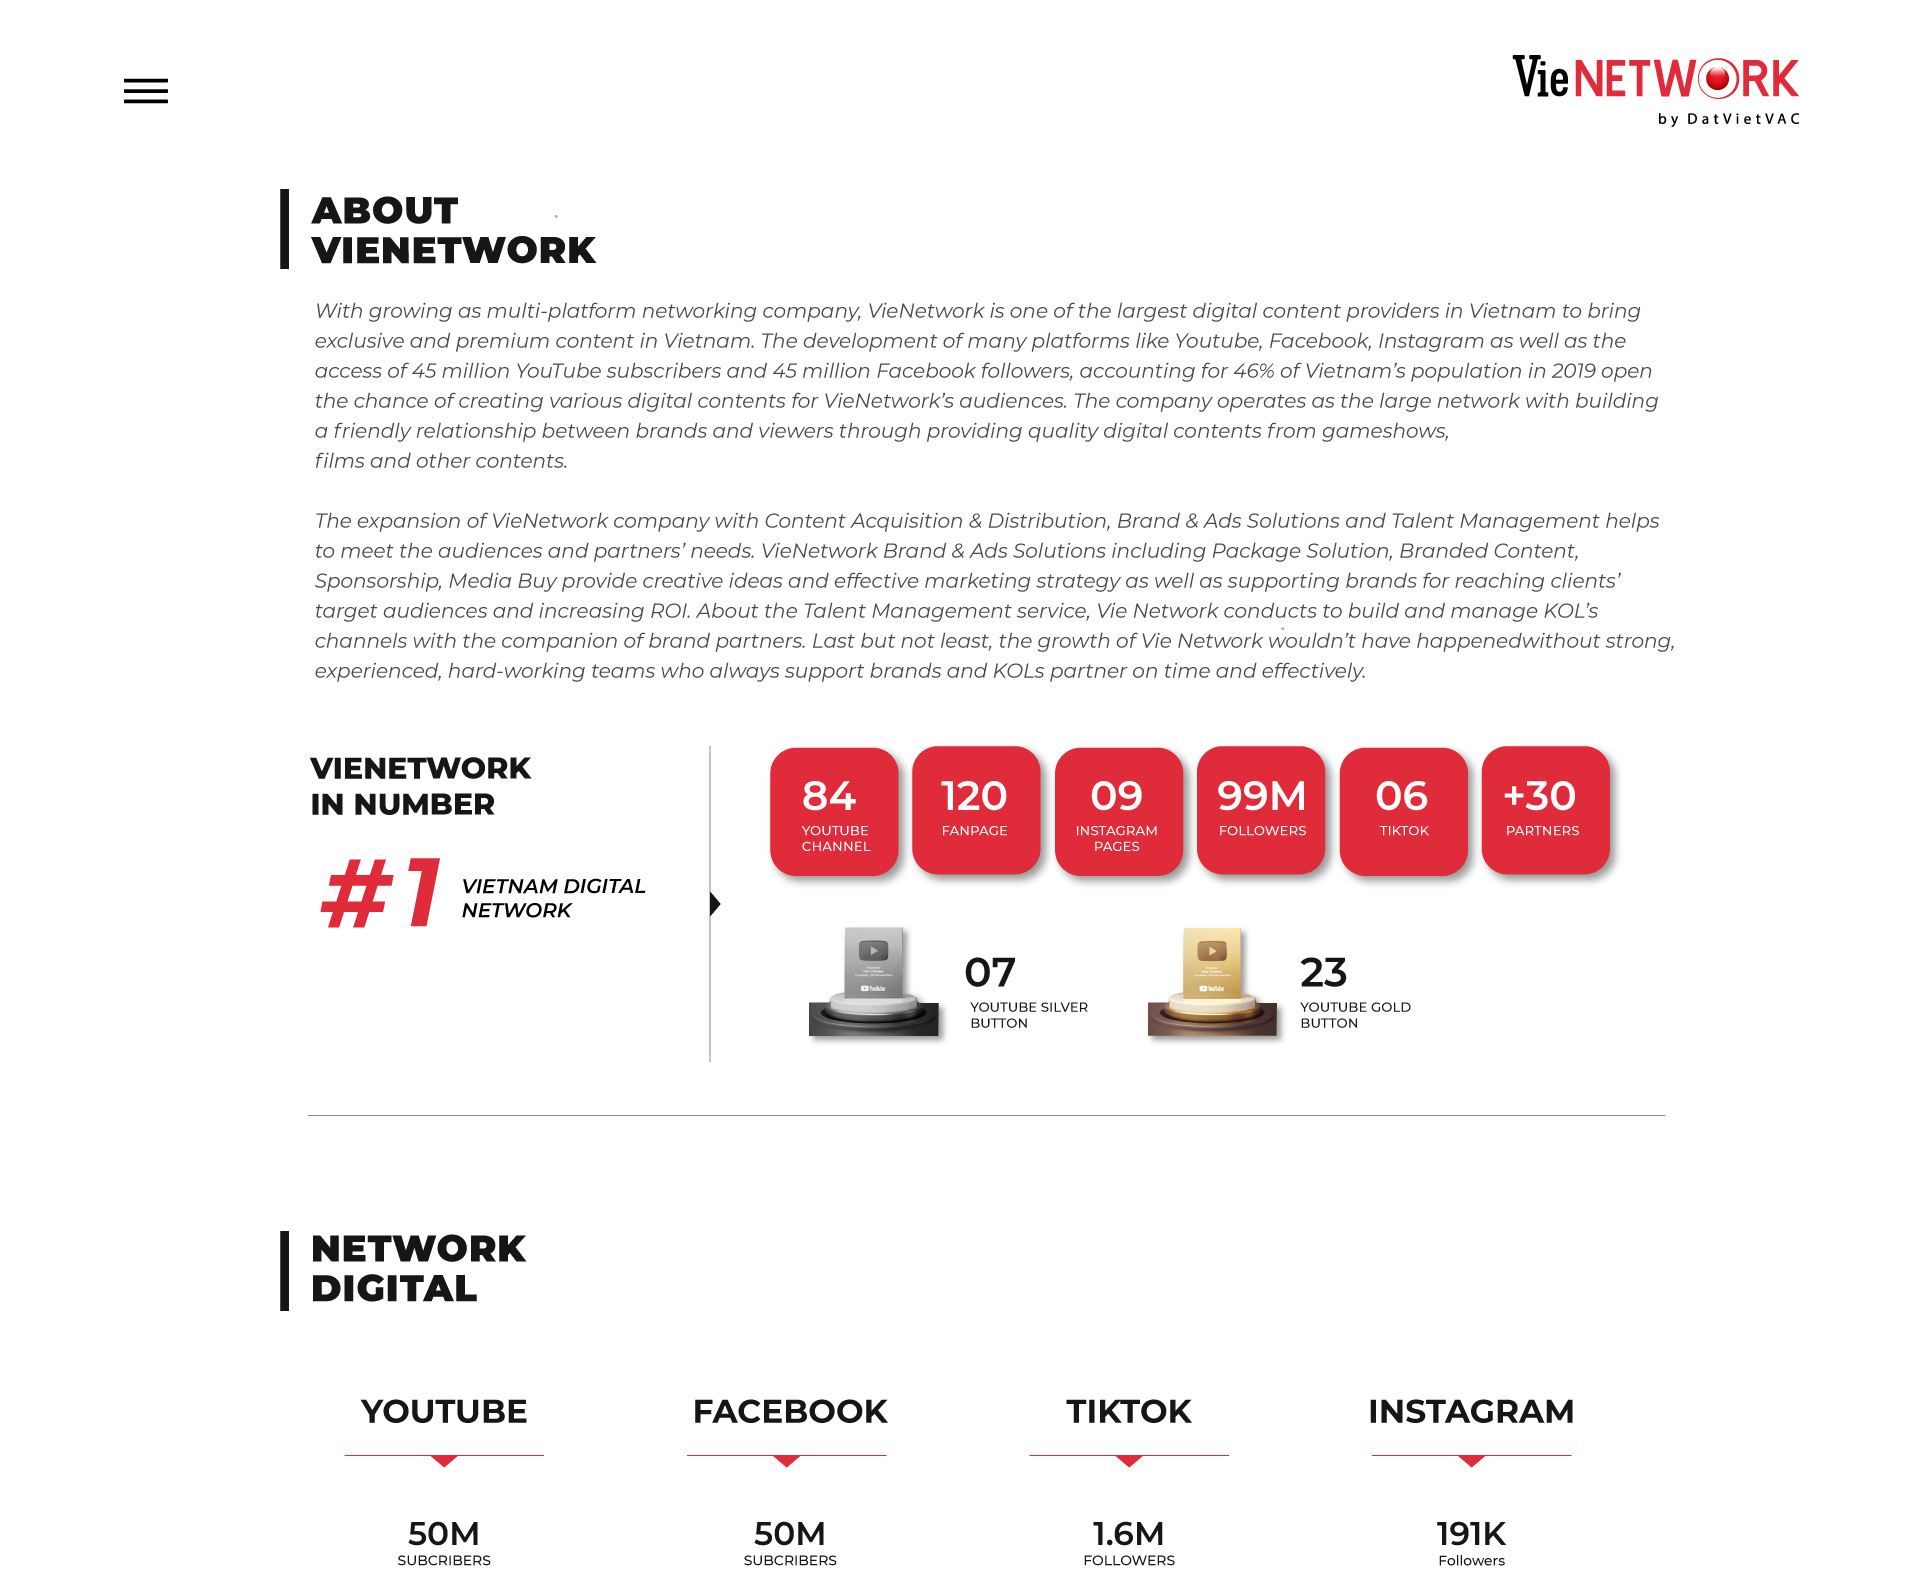 VieNETWORK
by DatVietVAC
ABOUT
VIENETWORK
With growing as multi-platform networking company, VieNetwork is one of the largest digital content providers in Vietnam to bring
exclusive and premium content in Vietnam. The development of many platforms like Youtube, Facebook, Instagram as well as the
access of 45 million YouTube subscribers and 45 million Facebook followers, accounting for 46% of Vietnam's population in 2019 open
the chance of creating various digital contents for VieNetwork's audiences. The company operates as the large network with building
a friendly relationship between brands and viewers through providing quality digital contents from gameshows,
films and other contents.
The expansion of VieNetwork company with Content Acquisition & Distribution, Brand & Ads Solutions and Talent Management helps
to meet the audiences and partners' needs. VieNetwork Brand & Ads Solutions including Package Solution, Branded Content,
Sponsorship, Media Buy provide creative ideas and effective marketing strategy as well as supporting brands for reaching clients'
target audiences and increasing ROI. About the Talent Management service, Vie Network conducts to build and manage KOL's
channels with the companion of brand partners. Last but not least, the growth of Vie Network wouldn't have happenedwithout strong,
experienced, hard-working teams who always support brands and KOLs partner on time and effectively.
VIENETWORK
IN NUMBER
#1
VIETNAM DIGITAL
NETWORK
84
YOUTUBE
CHANNEL
120
FANPAGE
09
INSTAGRAM
PAGES
99M
FOLLOWERS
06
TIKTOK
+30
PARTNERS
YouTube
07
YOUTUBE SILVER
BUTTON
YouTube
23
YOUTUBE GOLD
BUTTON
NETWORK
DIGITAL
YOUTUBE
50M
SUBCRIBERS
FACEBOOK
50M
SUBCRIBERS
TIKTOK
1.6M
FOLLOWERS
INSTAGRAM
191K
Followers